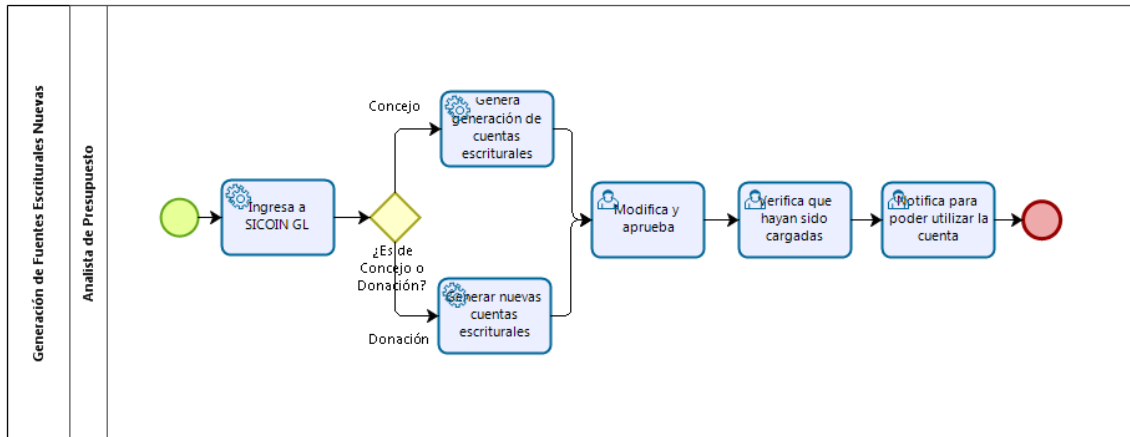 Generación de Fuentes Escriturales Nuevas
Analista de Presupuesto
Ingresa a
SICOIN GL
¿Es de
Concejo o
Donación?
Concejo
Genera
generación de
cuentas
escriturales
Donación
Generar nuevas
cuentas
escriturales
Modifica y
aprueba
Verifica que
hayan sido
cargadas
Notifica para
poder utilizar la
cuenta